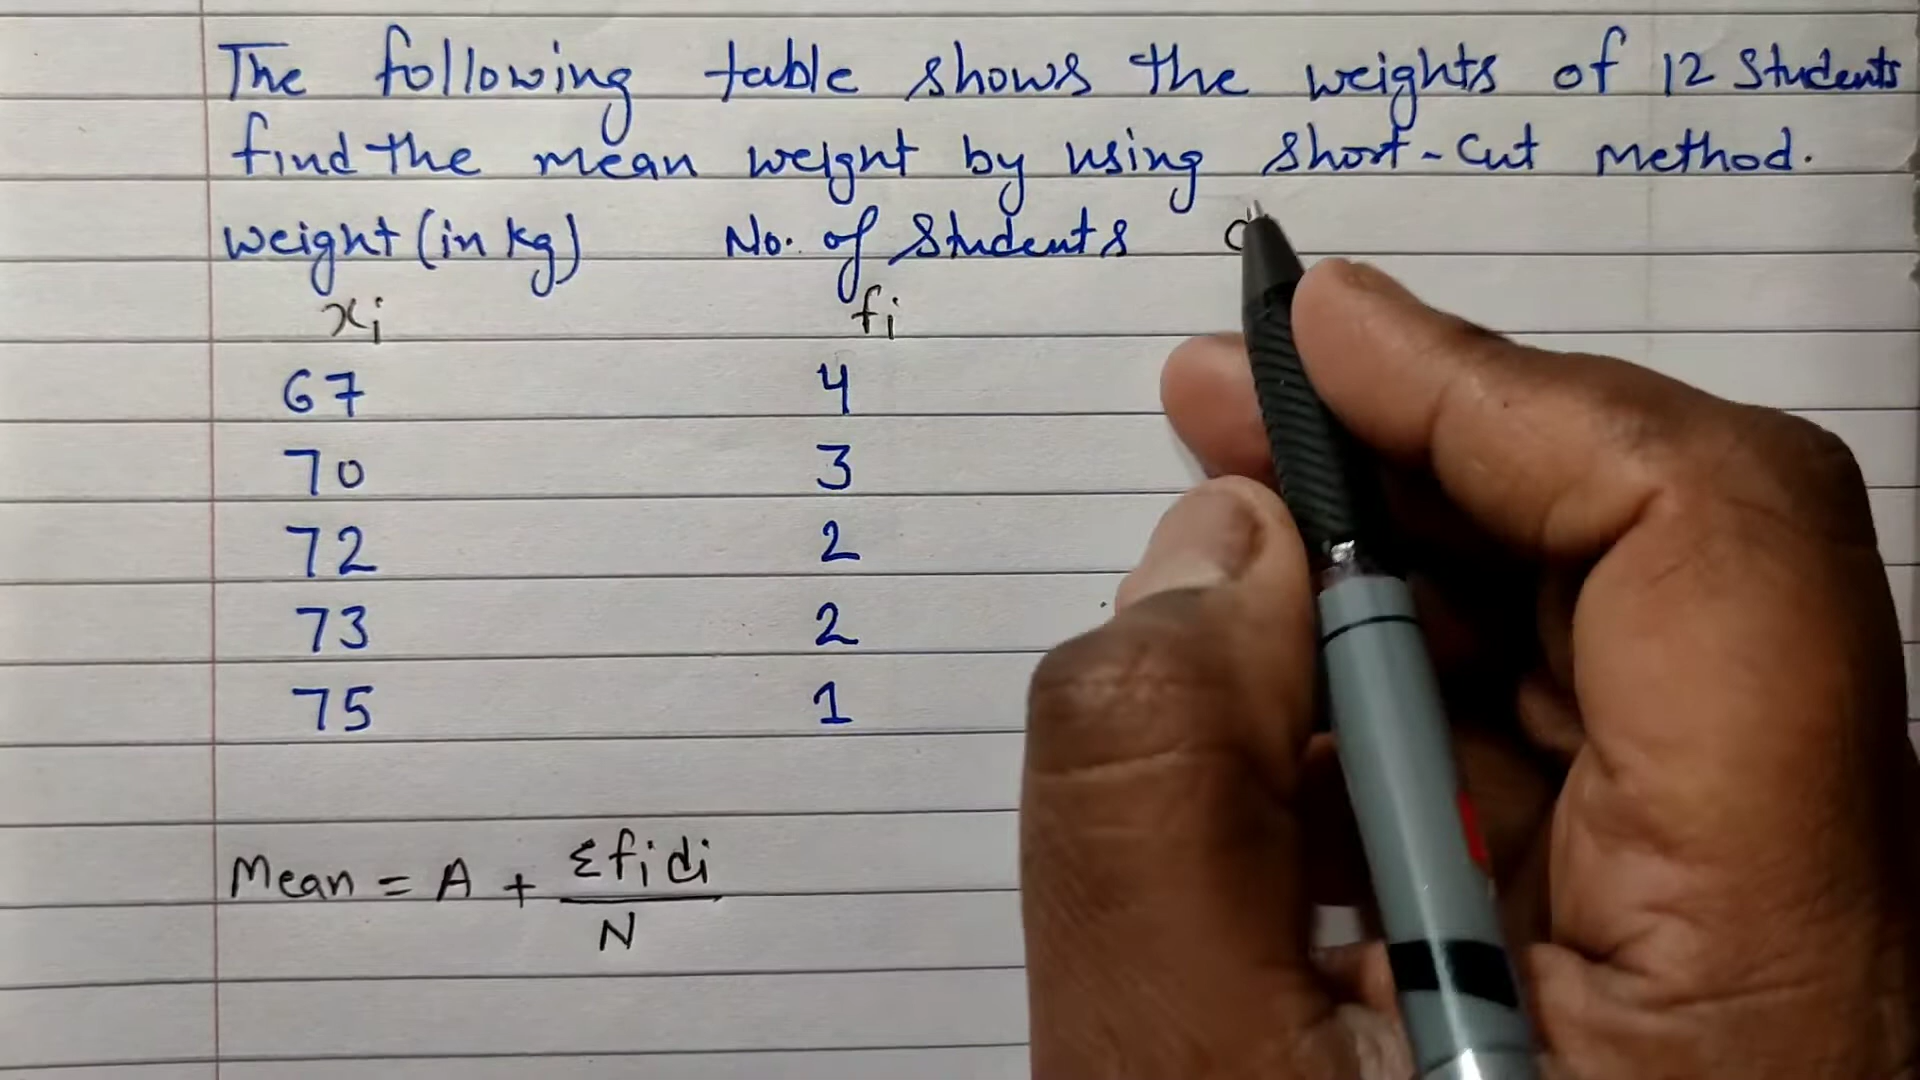 The following table shows the weights of 12 Students
find the mean weight by using short-cut method.
weight (in kg) No. of Students
xi fi
67 4
70 3
72 2
73 2
75 1
Mean = A + Σfidi
N